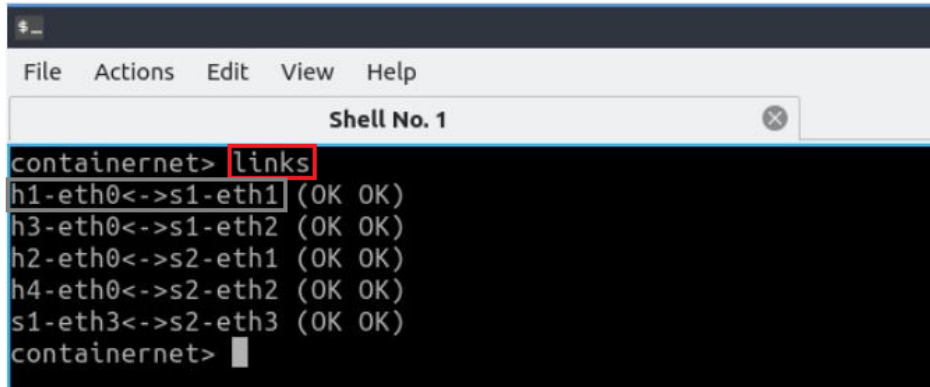 $_
File Actions Edit View Help
Shell No. 1
containernet> links
h1-eth0<->s1-eth1 (OK OK)
h3-eth0<->s1-eth2 (OK OK)
h2-eth0<->s2-eth1 (OK OK)
h4-eth0<->s2-eth2 (OK OK)
s1-eth3<->s2-eth3 (OK OK)
containernet>